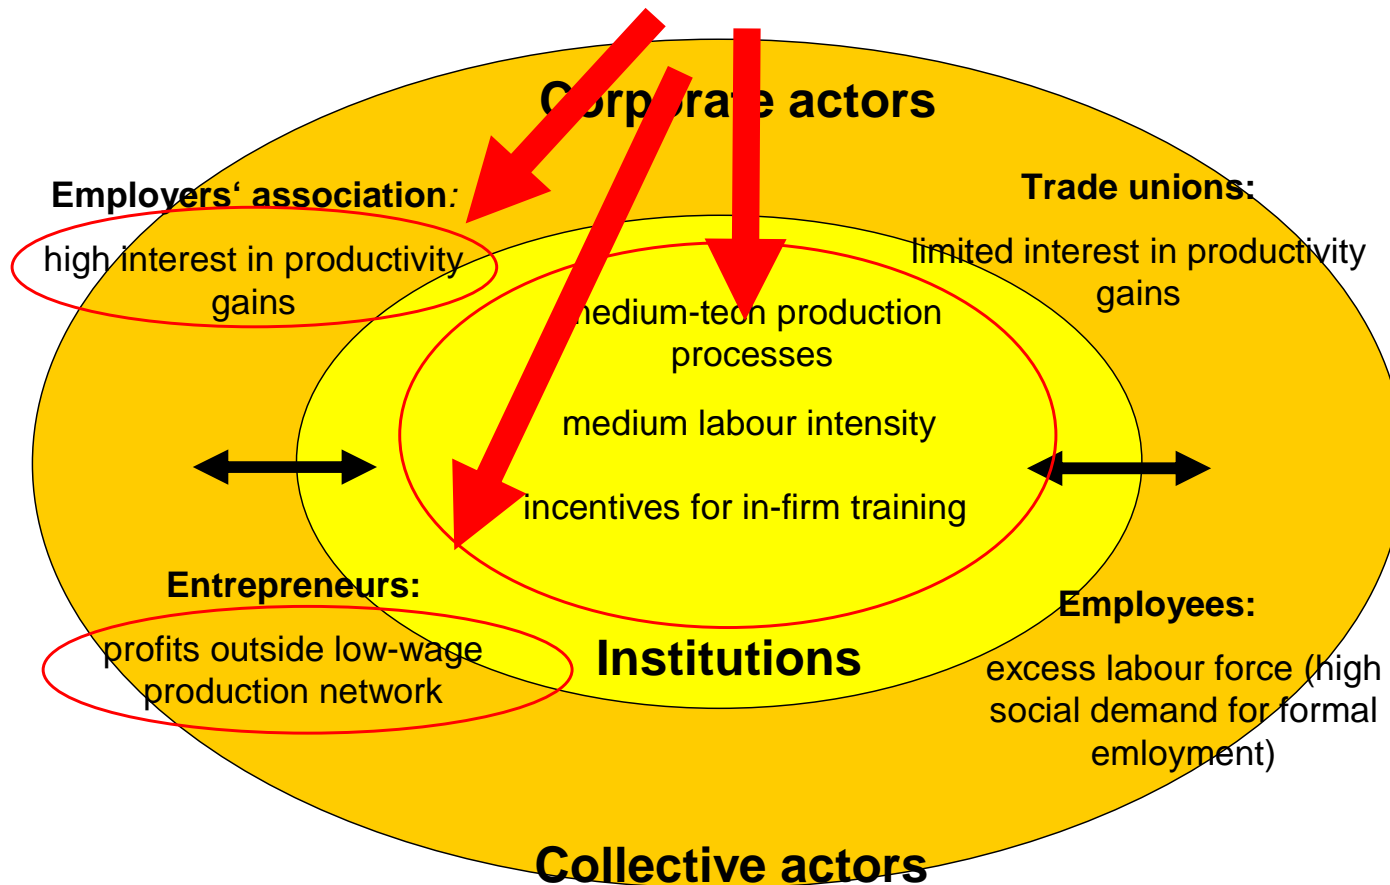 Corporate actors
Employers‘ association:
high interest in productivity
gains
Trade unions:
limited interest in productivity
gains
medium-tech production
processes
medium labour intensity
incentives for in-firm training
Institutions
Entrepreneurs:
profits outside low-wage
production network
Employees:
excess labour force (high
social demand for formal
emloyment)
Collective actors